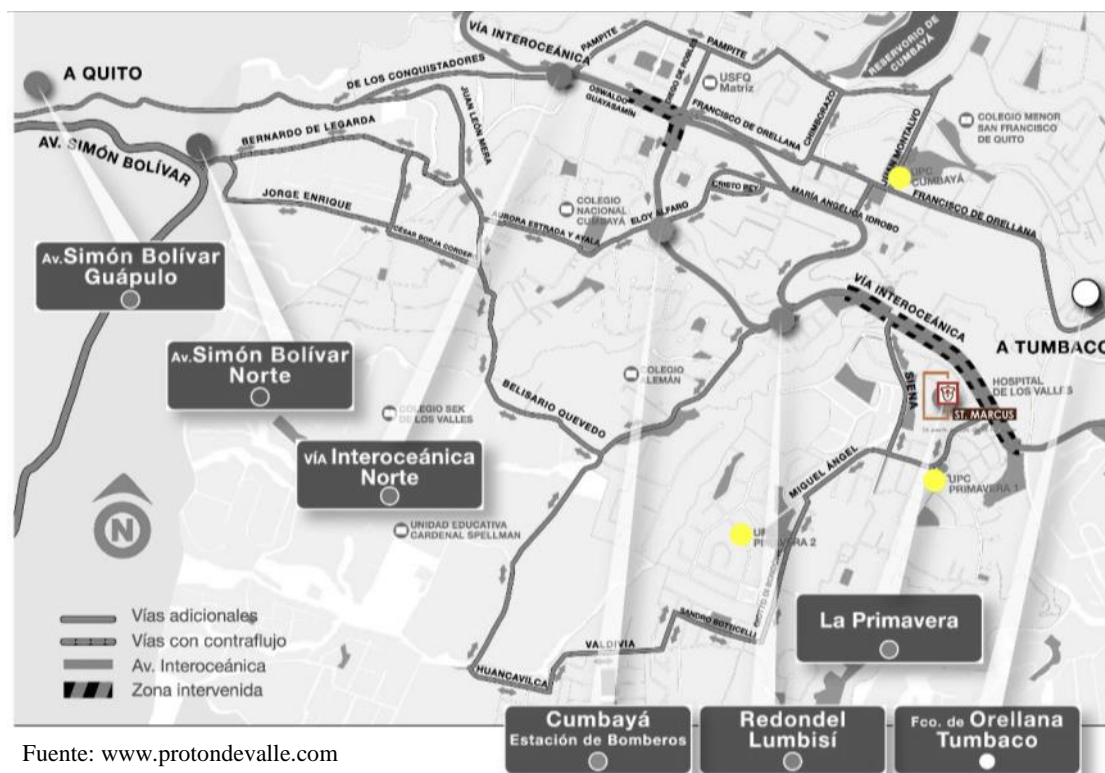 VÍA INTEROCEÁNICA
PAMPITE
PAMPITE
RESERVORIO DE
CUMBAYÁ
A QUITO
DE LOS CONQUISTADORES
DIEGO DE ROBLES
USFQ
Matriz
OSWALDO
GUAYASAMÍN
JUAN LEÓN MERA
FRANCISCO DE ORELLANA
CHIMBORAZO
COLEGIO MENOR
SAN FRANCISCO
DE QUITO
AV. SIMÓN BOLÍVAR
BERNARDO DE LEGARDA
JUAN MONTALVO
UPC
CUMBAYÁ
JORGE ENRIQUE
COLEGIO
NACIONAL
CUMBAYÁ
CRISTO REY
MARÍA ANGÉLICA IDROBO
FRANCISCO DE ORELLANA
ELOY ALFARO
AURORA ESTRADA Y AYALA
CÉSAR BORJA CORDER
Av. Simón Bolívar
Guápulo
VÍA INTEROCEÁNICA
A TUMBACO
Av. Simón Bolívar
Norte
COLEGIO
ALEMÁN
SIENA
HOSPITAL
DE LOS VALLES
ST. MARCUS
BELISARIO QUEVEDO
COLEGIO SEK
DE LOS VALLES
VÍA Interoceánica
Norte
MIGUEL ÁNGEL
UPC
PRIMAVERA 1
UNIDAD EDUCATIVA
CARDENAL SPELLMAN
N
Vías adicionales
Vías con contraflujo
Av. Interoceánica
Zona intervenida
SANDRO BOTTICELLI
VALDIVIA
HUANCAVILCA
La Primavera
Cumbayá
Estación de Bomberos
Redondel
Lumbisí
Fco. de Orellana
Tumbaco
Fuente: www.protondevalle.com